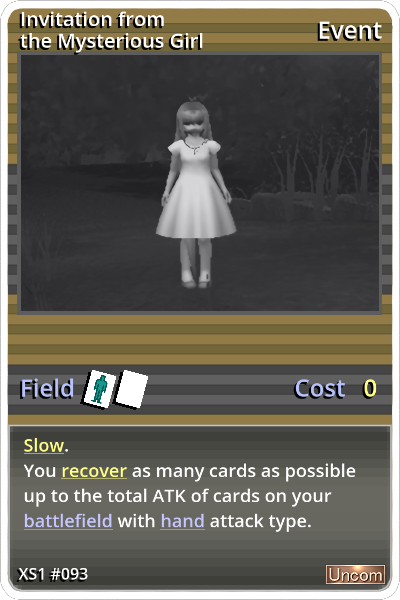 Invitation from
the Mysterious Girl
Event
Field
Cost 0
Slow.
You recover as many cards as possible
up to the total ATK of cards on your
battlefield with hand attack type.
XS1 #093
Uncom